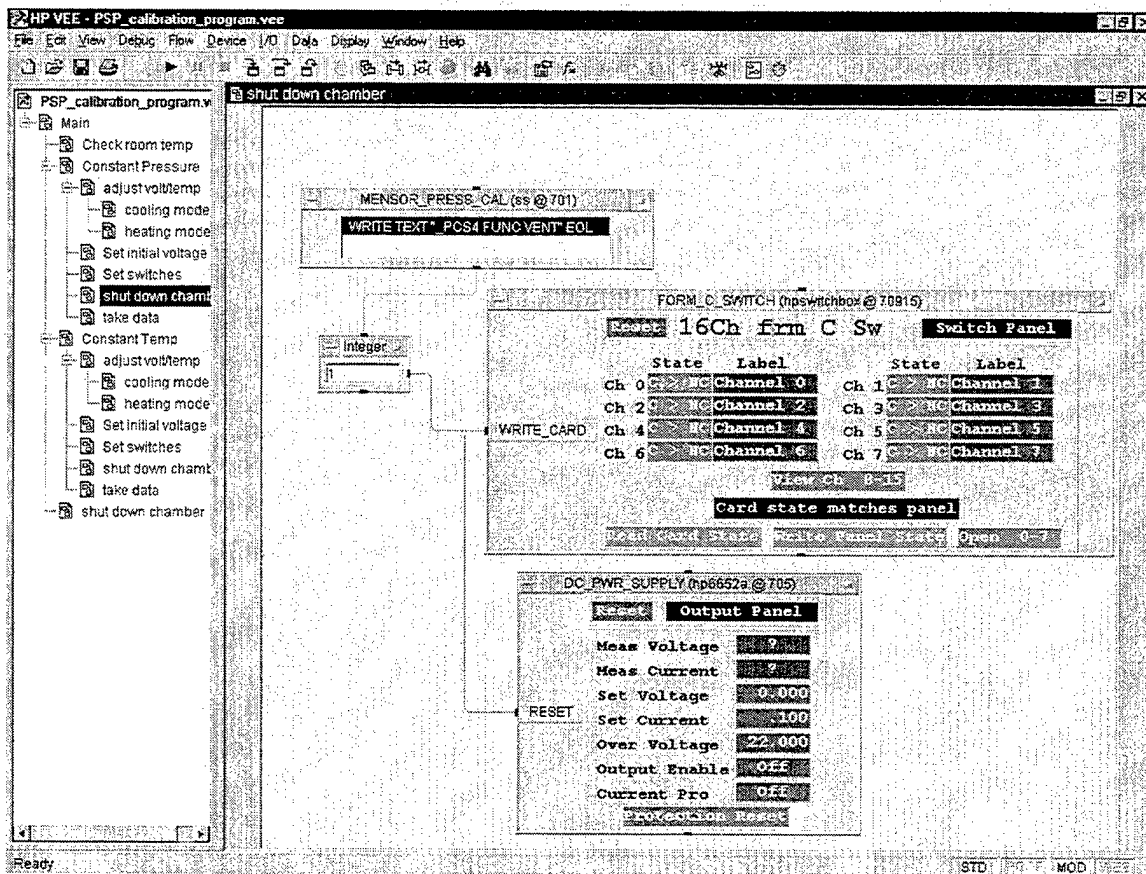 HP VEE - PSP_calibration_program.vee
File Edit View Debug Flow Device I/O Data Display Window Help
PSP_calibration_program.v
Main
Check room temp
Constant Pressure
adjust volt/temp
cooling mode
heating mode
Set initial voltage
Set switches
shut down chamb
take data
Constant Temp
adjust volt/temp
cooling mode
heating mode
Set initial voltage
Set switches
shut down chamb
take data
shut down chamber
shut down chamber
MENSOR_PRESS_CAL (ss @ 701)
WRITE TEXT "_PCS4 FUNC VENT" EOL
Integer
1
FORM_C_SWITCH (hpswitchbox @ 70915)
Reset 16Ch frm C Sw Switch Panel
State Label State Label
Ch 0 C > NC Channel 0 Ch 1 C > NC Channel 1
Ch 2 C > NC Channel 2 Ch 3 C > NC Channel 3
WRITE_CARD Ch 4 C > NC Channel 4 Ch 5 C > NC Channel 5
Ch 6 C > NC Channel 6 Ch 7 C > NC Channel 7
View Ch 8-15
Card state matches panel
Read Card State Write Panel State Open 0-7
DC_PWR_SUPPLY (hp6652a @ 705)
Reset Output Panel
Meas Voltage ?
Meas Current ?
Set Voltage 0.000
RESET Set Current .100
Over Voltage 22.000
Output Enable Off
Current Pro Off
Protection Reset
Ready STD MOD